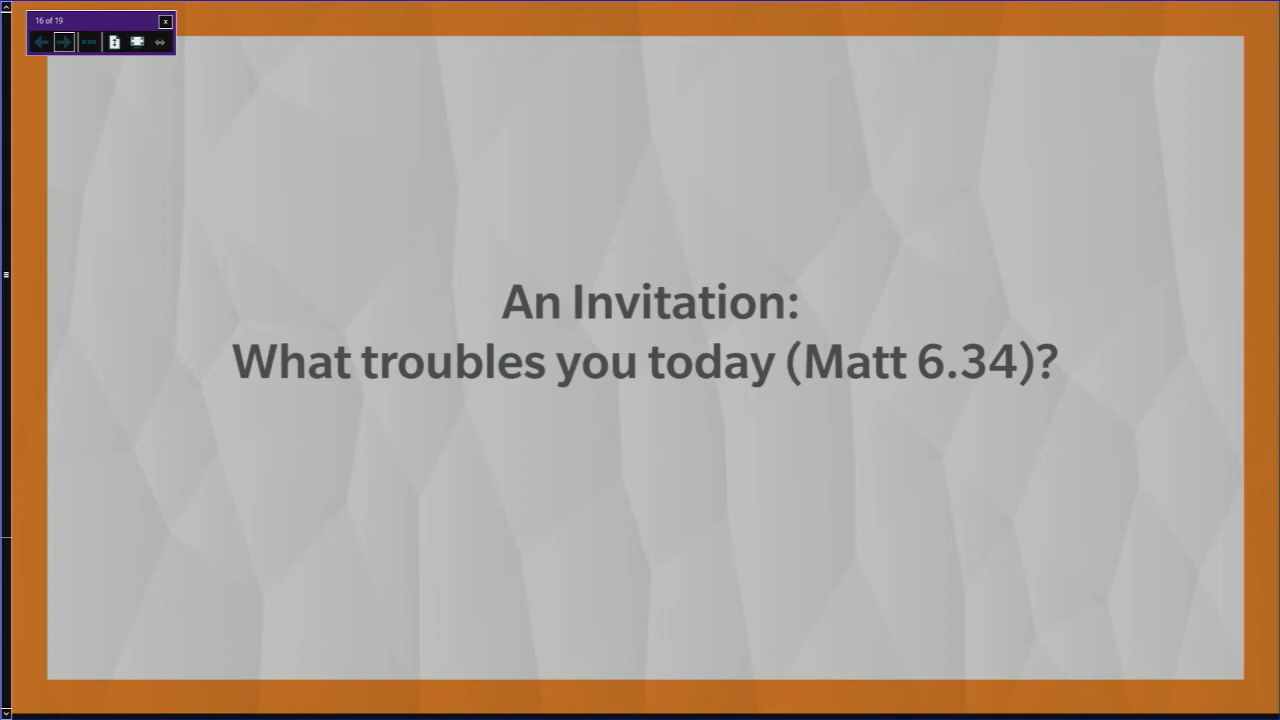 16 of 19
x
An Invitation:
What troubles you today (Matt 6.34)?